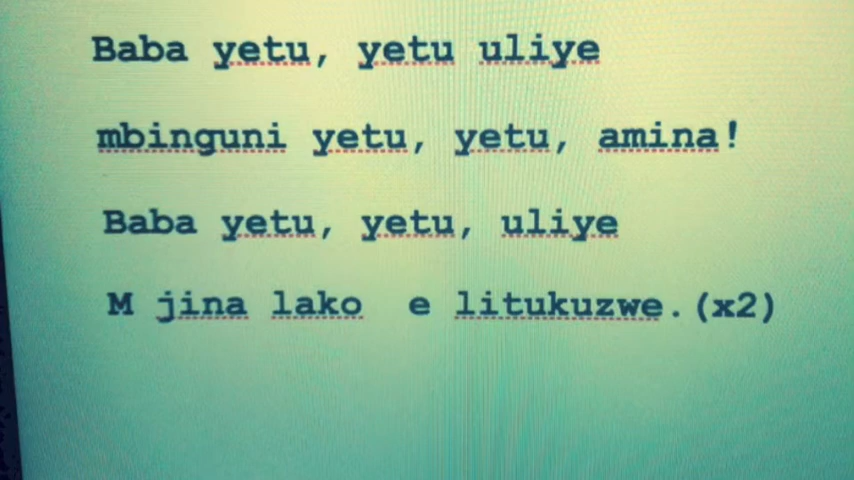 Baba yetu, yetu uliye
mbinguni yetu, yetu, amina!
Baba yetu, yetu, uliye
M jina lako e litukuzwe.(x2)